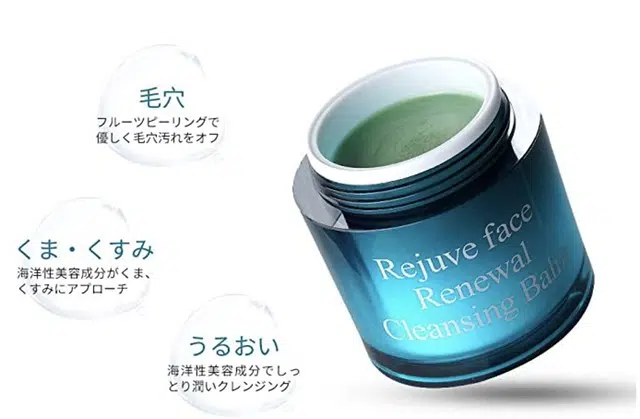 毛穴
フルーツピーリングで
優しく毛穴汚れをオフ
くま・くすみ
海洋性美容成分がくま、
くすみにアプローチ
うるおい
海洋性美容成分でしっ
とり潤いクレンジング
Rejuve face
Renewal
Cleansing Balm